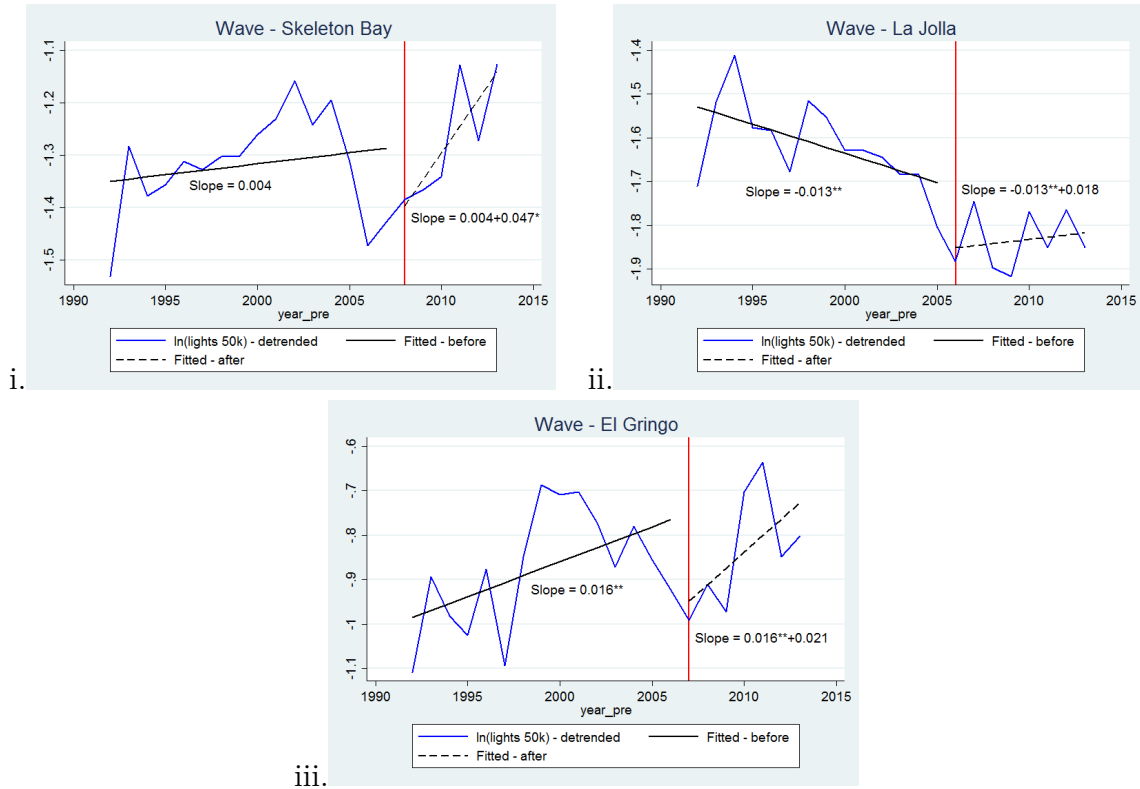 Wave - Skeleton Bay
-1.1
-1.2
-1.3
-1.4
-1.5
Slope = 0.004
Slope = 0.004+0.047*
1990 1995 2000 2005 2010 2015
year_pre
ln(lights 50k) - detrended Fitted - before
Fitted - after
i.
Wave - La Jolla
-1.4
-1.5
-1.6
-1.7
-1.8
-1.9
Slope = -0.013**
Slope = -0.013**+0.018
1990 1995 2000 2005 2010 2015
year_pre
ln(lights 50k) - detrended Fitted - before
Fitted - after
ii.
Wave - El Gringo
-.6
-.7
-.8
-.9
-1
-1.1
Slope = 0.016**
Slope = 0.016**+0.021
1990 1995 2000 2005 2010 2015
year_pre
ln(lights 50k) - detrended Fitted - before
Fitted - after
iii.